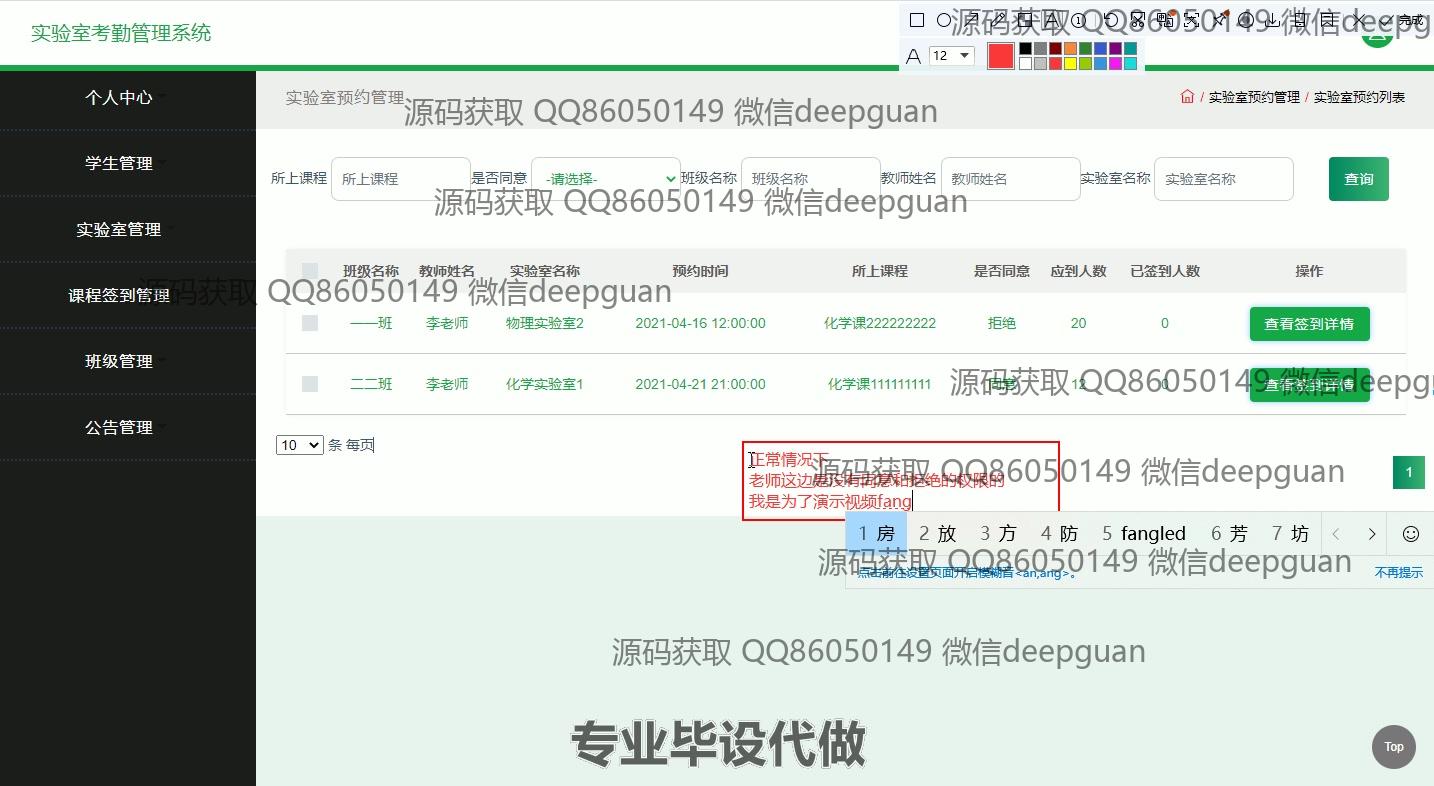 实验室考勤管理系统
完成
源码获取 QQ86050149 微信deepg
A 12
个人中心
学生管理
实验室管理
课程签到管理
班级管理
公告管理
实验室预约管理
/ 实验室预约管理 / 实验室预约列表
源码获取 QQ86050149 微信deepguan
所上课程 所上课程 是否同意 -请选择- 班级名称 班级名称 教师姓名 教师姓名 实验室名称 实验室名称 查询
源码获取 QQ86050149 微信deepguan
班级名称 教师姓名 实验室名称 预约时间 所上课程 是否同意 应到人数 已签到人数 操作
源码获取 QQ86050149 微信deepguan
一一班 李老师 物理实验室2 2021-04-16 12:00:00 化学课222222222 拒绝 20 0 查看签到详情
二二班 李老师 化学实验室1 2021-04-21 21:00:00 化学课111111111 同意 12 0 查看签到详情
源码获取 QQ86050149 微信deepg
10 条 每页
正常情况下
老师这边是没有同意和拒绝的权限的
我是为了演示视频fang
源码获取 QQ86050149 微信deepguan
1
1 房 2 放 3 方 4 防 5 fangled 6 芳 7 坊
源码获取 QQ86050149 微信deepguan
点击前往设置页面开启模糊音<an,ang>。 不再提示
源码获取 QQ86050149 微信deepguan
专业毕设代做
Top